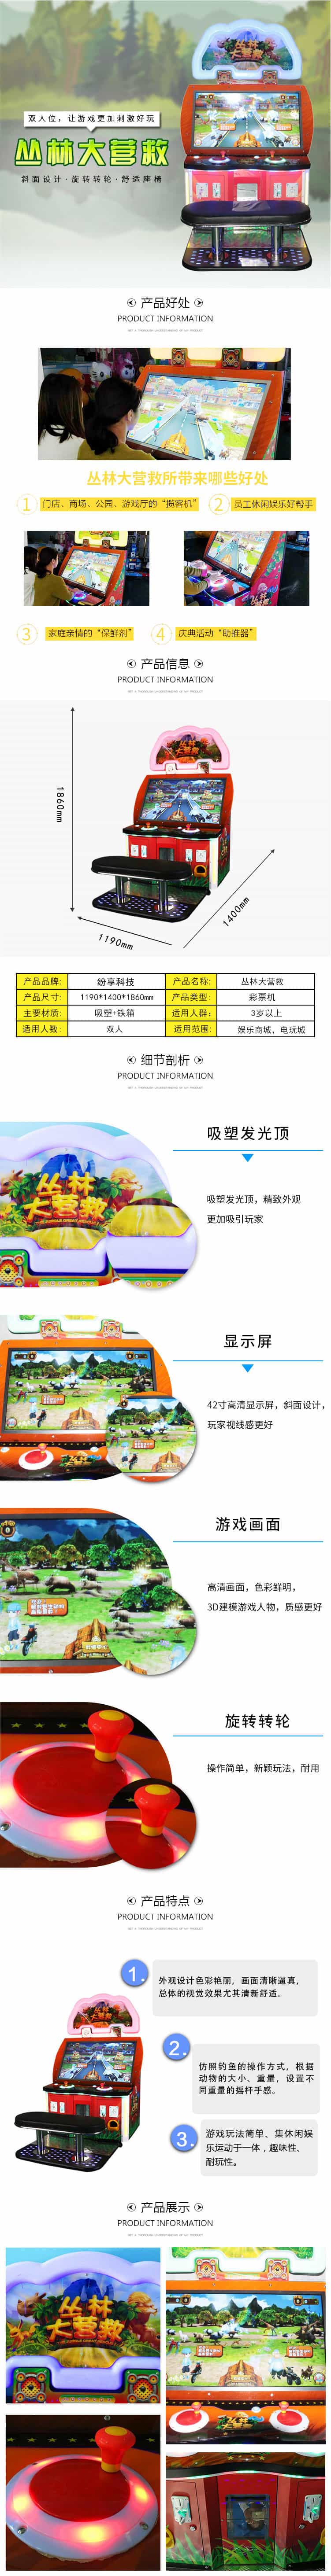 双人位，让游戏更加刺激好玩
丛林大营救
斜面设计·旋转转轮·舒适座椅
产品好处
PRODUCT INFORMATION
丛林大营救所带来哪些好处
1 门店、商场、公园、游戏厅的“揽客机”
2 员工休闲娱乐好帮手
3 家庭亲情的“保鲜剂”
4 庆典活动“助推器”
产品信息
PRODUCT INFORMATION
丛林大营救
1860mm
1190mm
1400mm
产品品牌: 纷享科技 产品名称: 丛林大营救
产品尺寸: 1190*1400*1860mm 产品类型: 彩票机
主要材质: 吸塑+铁箱 适用人群: 3岁以上
适用人数: 双人 适用范围: 娱乐商城，电玩城
细节剖析
PRODUCT INFORMATION
吸塑发光顶
丛林大营救
吸塑发光顶，精致外观
更加吸引玩家
显示屏
42寸高清显示屏，斜面设计，
玩家视线感更好
游戏画面
高清画面，色彩鲜明，
3D建模游戏人物，质感更好
旋转转轮
操作简单，新颖玩法，耐用
产品特点
PRODUCT INFORMATION
1.
外观设计色彩艳丽，画面清晰逼真，
总体的视觉效果尤其清新舒适。
2.
仿照钓鱼的操作方式，根据
动物的大小、重量，设置不
同重量的摇杆手感。
3.
游戏玩法简单、集休闲娱
乐运动于一体，趣味性、
耐玩性。
产品展示
PRODUCT INFORMATION
丛林大营救